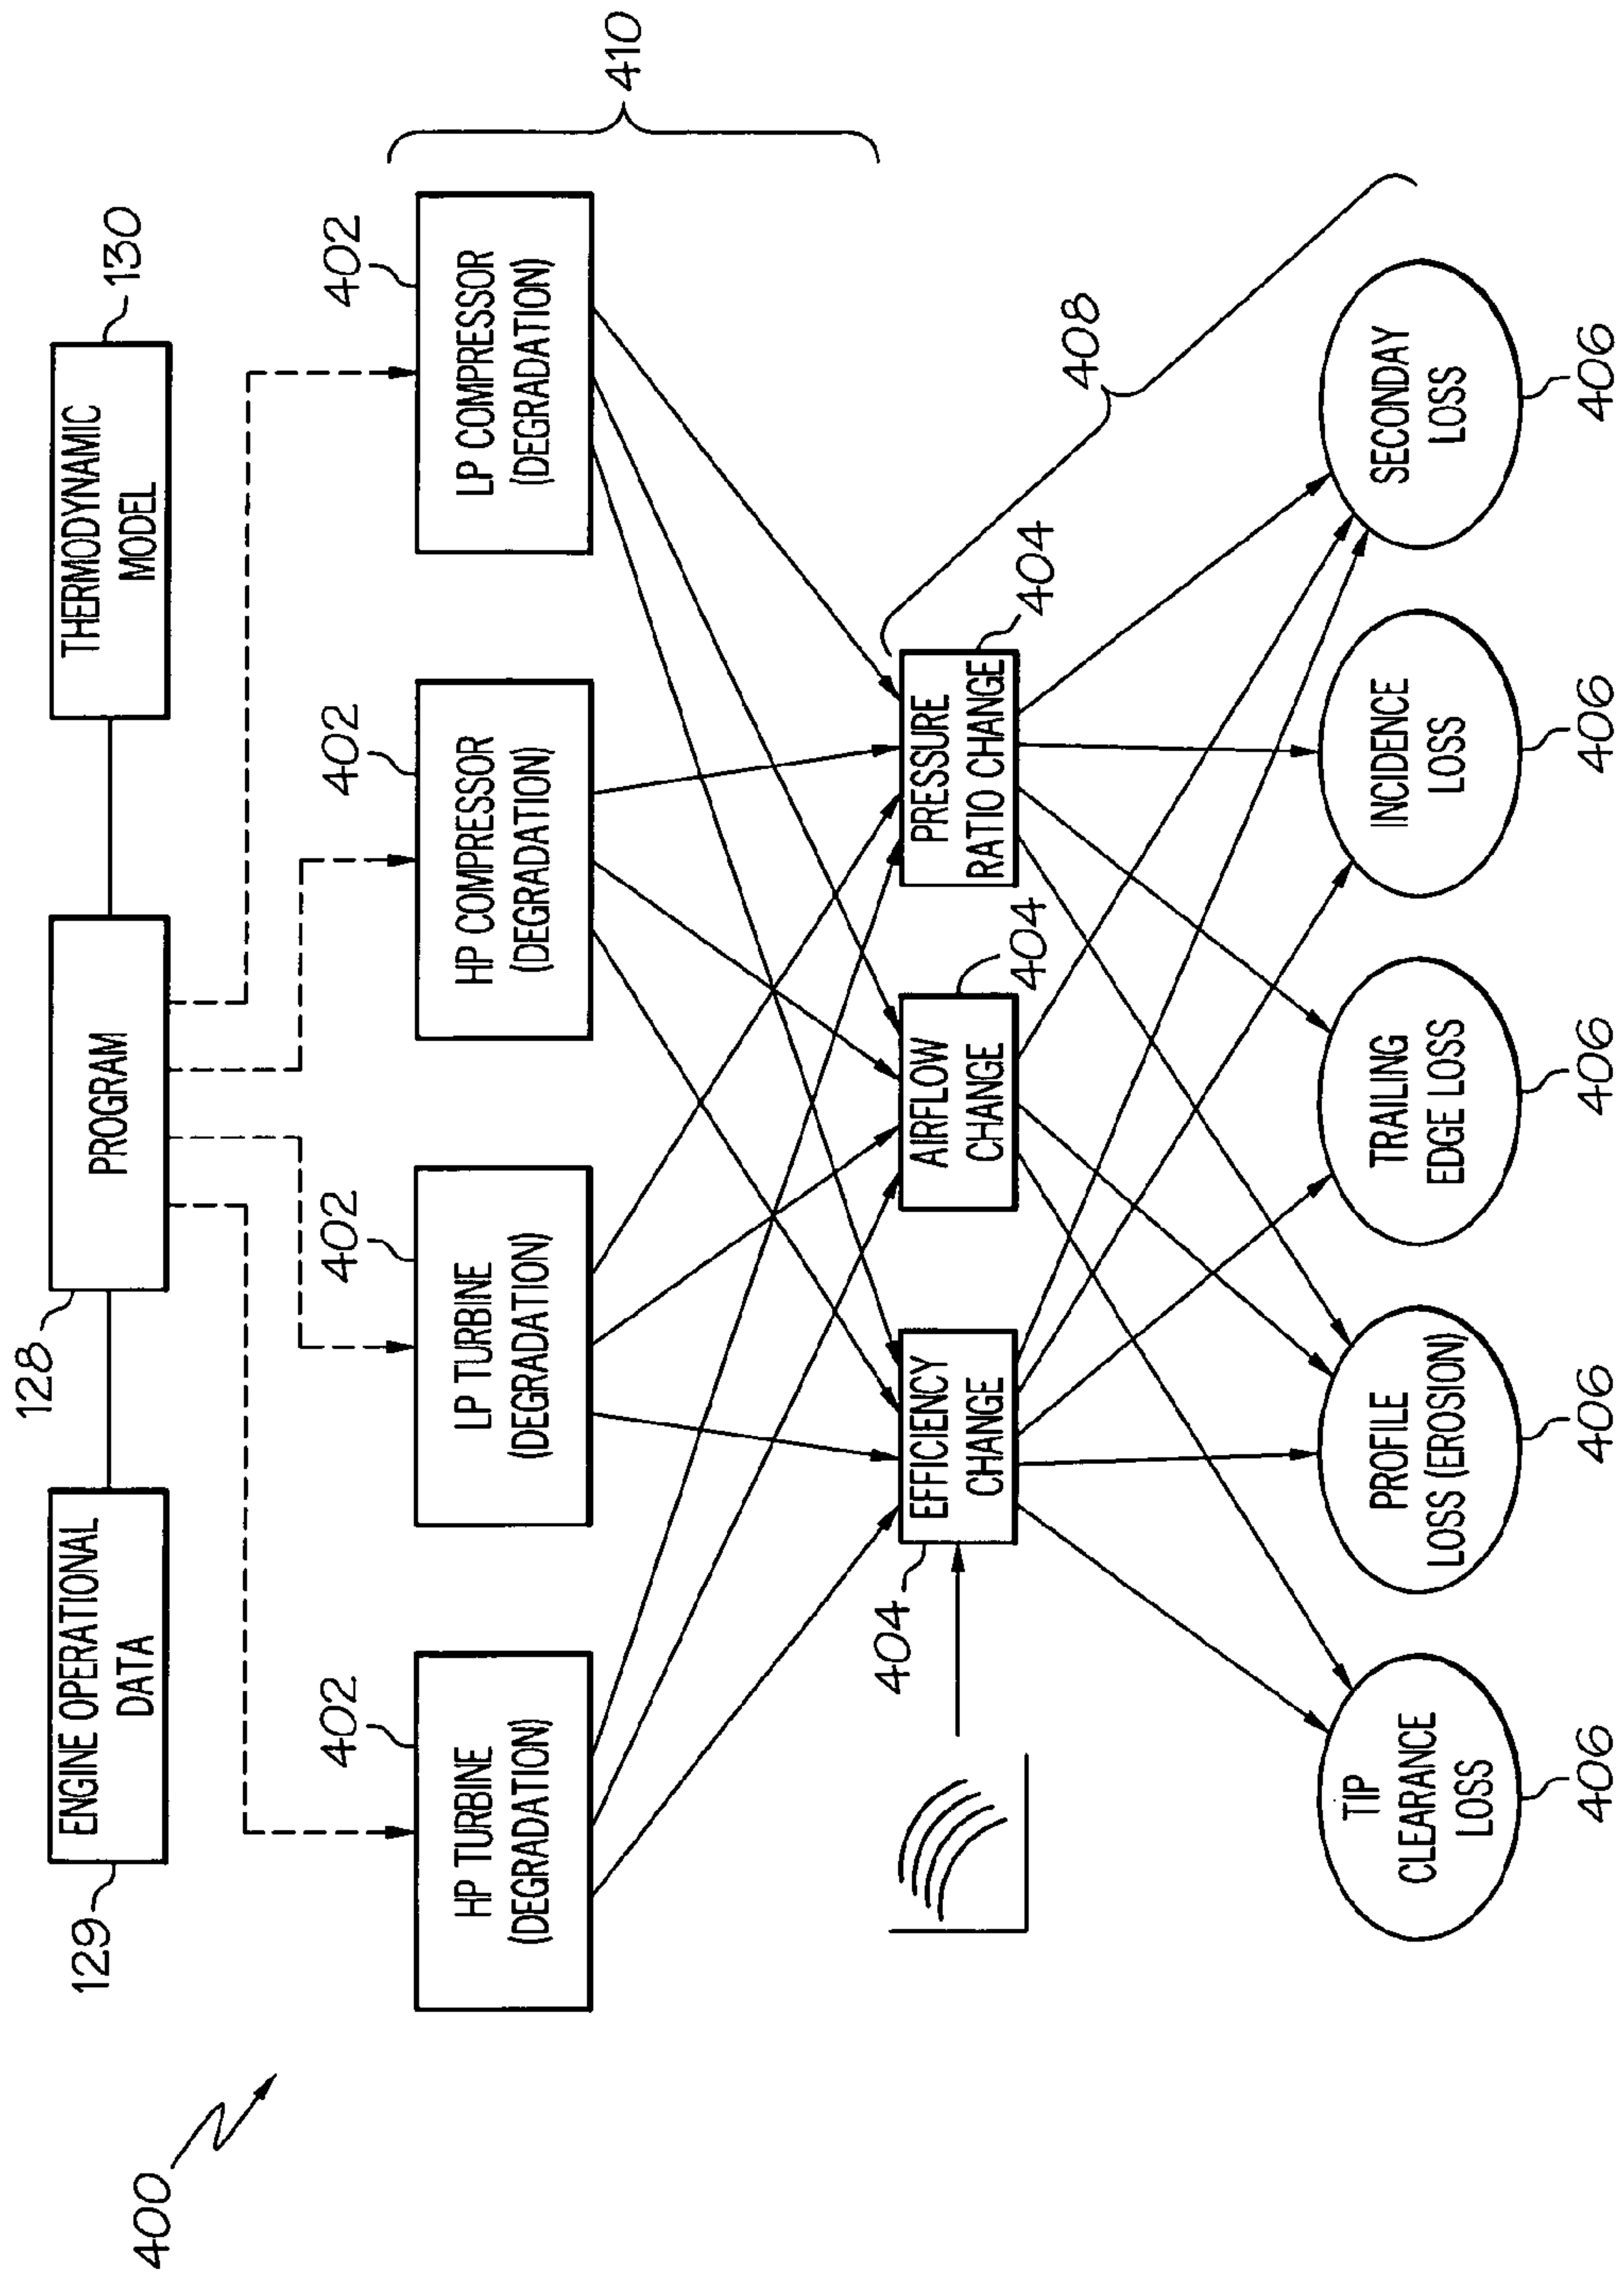 400
129
ENGINE OPERATIONAL
DATA
128
PROGRAM
THERMODYNAMIC
MODEL
130
402
HP TURBINE
(DEGRADATION)
402
LP TURBINE
(DEGRADATION)
402
HP COMPRESSOR
(DEGRADATION)
402
LP COMPRESSOR
(DEGRADATION)
410
404
EFFICIENCY
CHANGE
AIRFLOW
CHANGE
404
PRESSURE
RATIO CHANGE
404
408
TIP
CLEARANCE
LOSS
406
PROFILE
LOSS (EROSION)
406
TRAILING
EDGE LOSS
406
INCIDENCE
LOSS
406
SECONDAY
LOSS
406